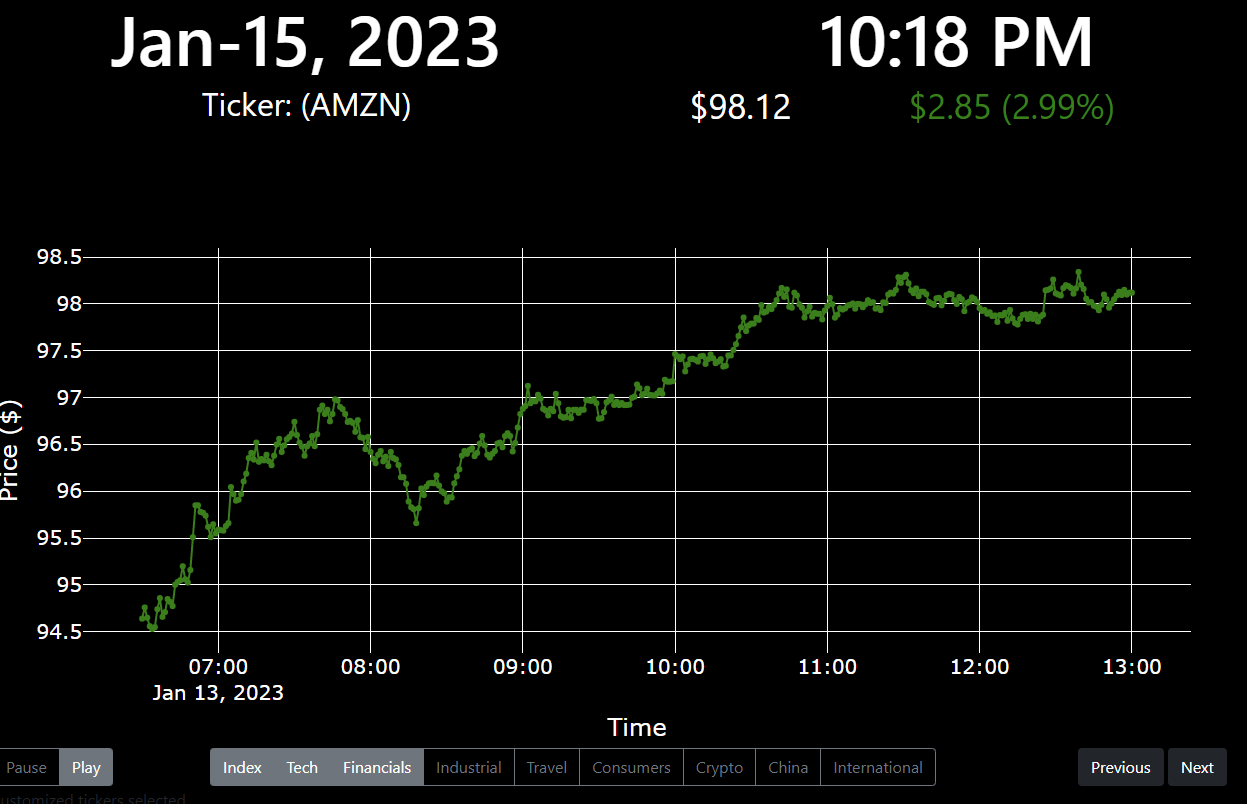 Jan-15, 2023 10:18 PM
Ticker: (AMZN) $98.12 $2.85 (2.99%)
98.5
98
97.5
97
96.5
96
95.5
95
94.5
Price ($)
07:00 08:00 09:00 10:00 11:00 12:00 13:00
Jan 13, 2023
Time
Pause Play Index Tech Financials Industrial Travel Consumers Crypto China International Previous Next
ustomized tickers selected